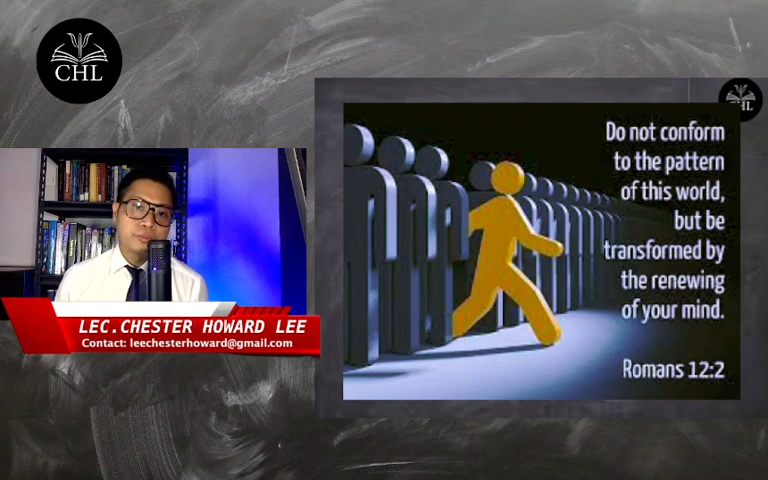 CHL
LEC.CHESTER HOWARD LEE
Contact: leechesterhoward@gmail.com
HL
Do not conform
to the pattern
of this world,
but be
transformed by
the renewing
of your mind.
Romans 12:2